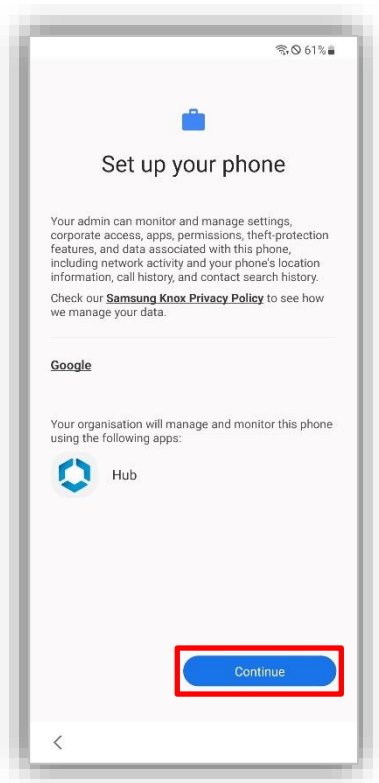 61%
Set up your phone
Your admin can monitor and manage settings,
corporate access, apps, permissions, theft-protection
features, and data associated with this phone,
including network activity and your phone's location
information, call history, and contact search history.
Check our Samsung Knox Privacy Policy to see how
we manage your data.
Google
Your organisation will manage and monitor this phone
using the following apps:
Hub
Continue